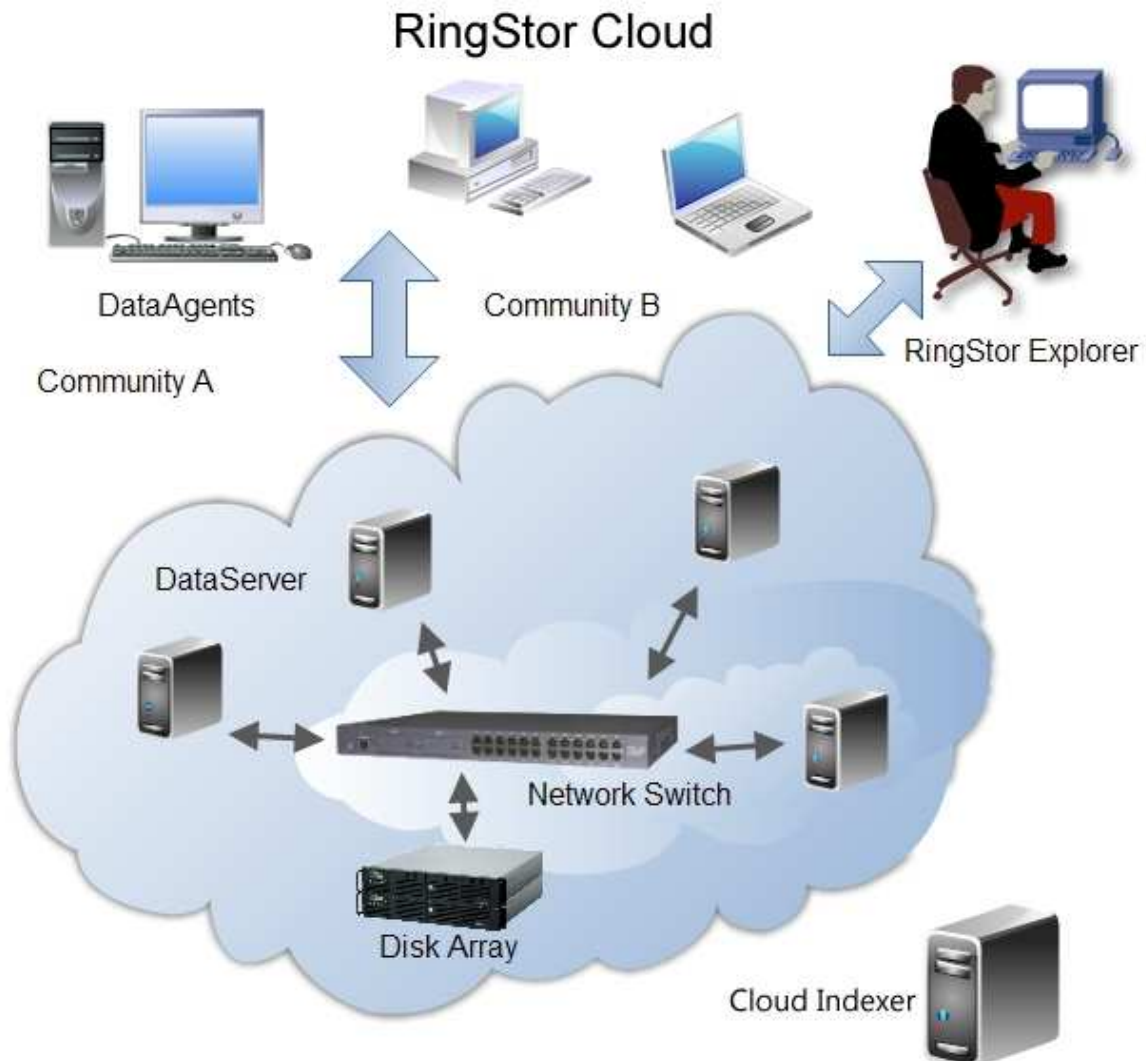 RingStor Cloud
DataAgents
Community B
RingStor Explorer
Community A
DataServer
Network Switch
Disk Array
Cloud Indexer